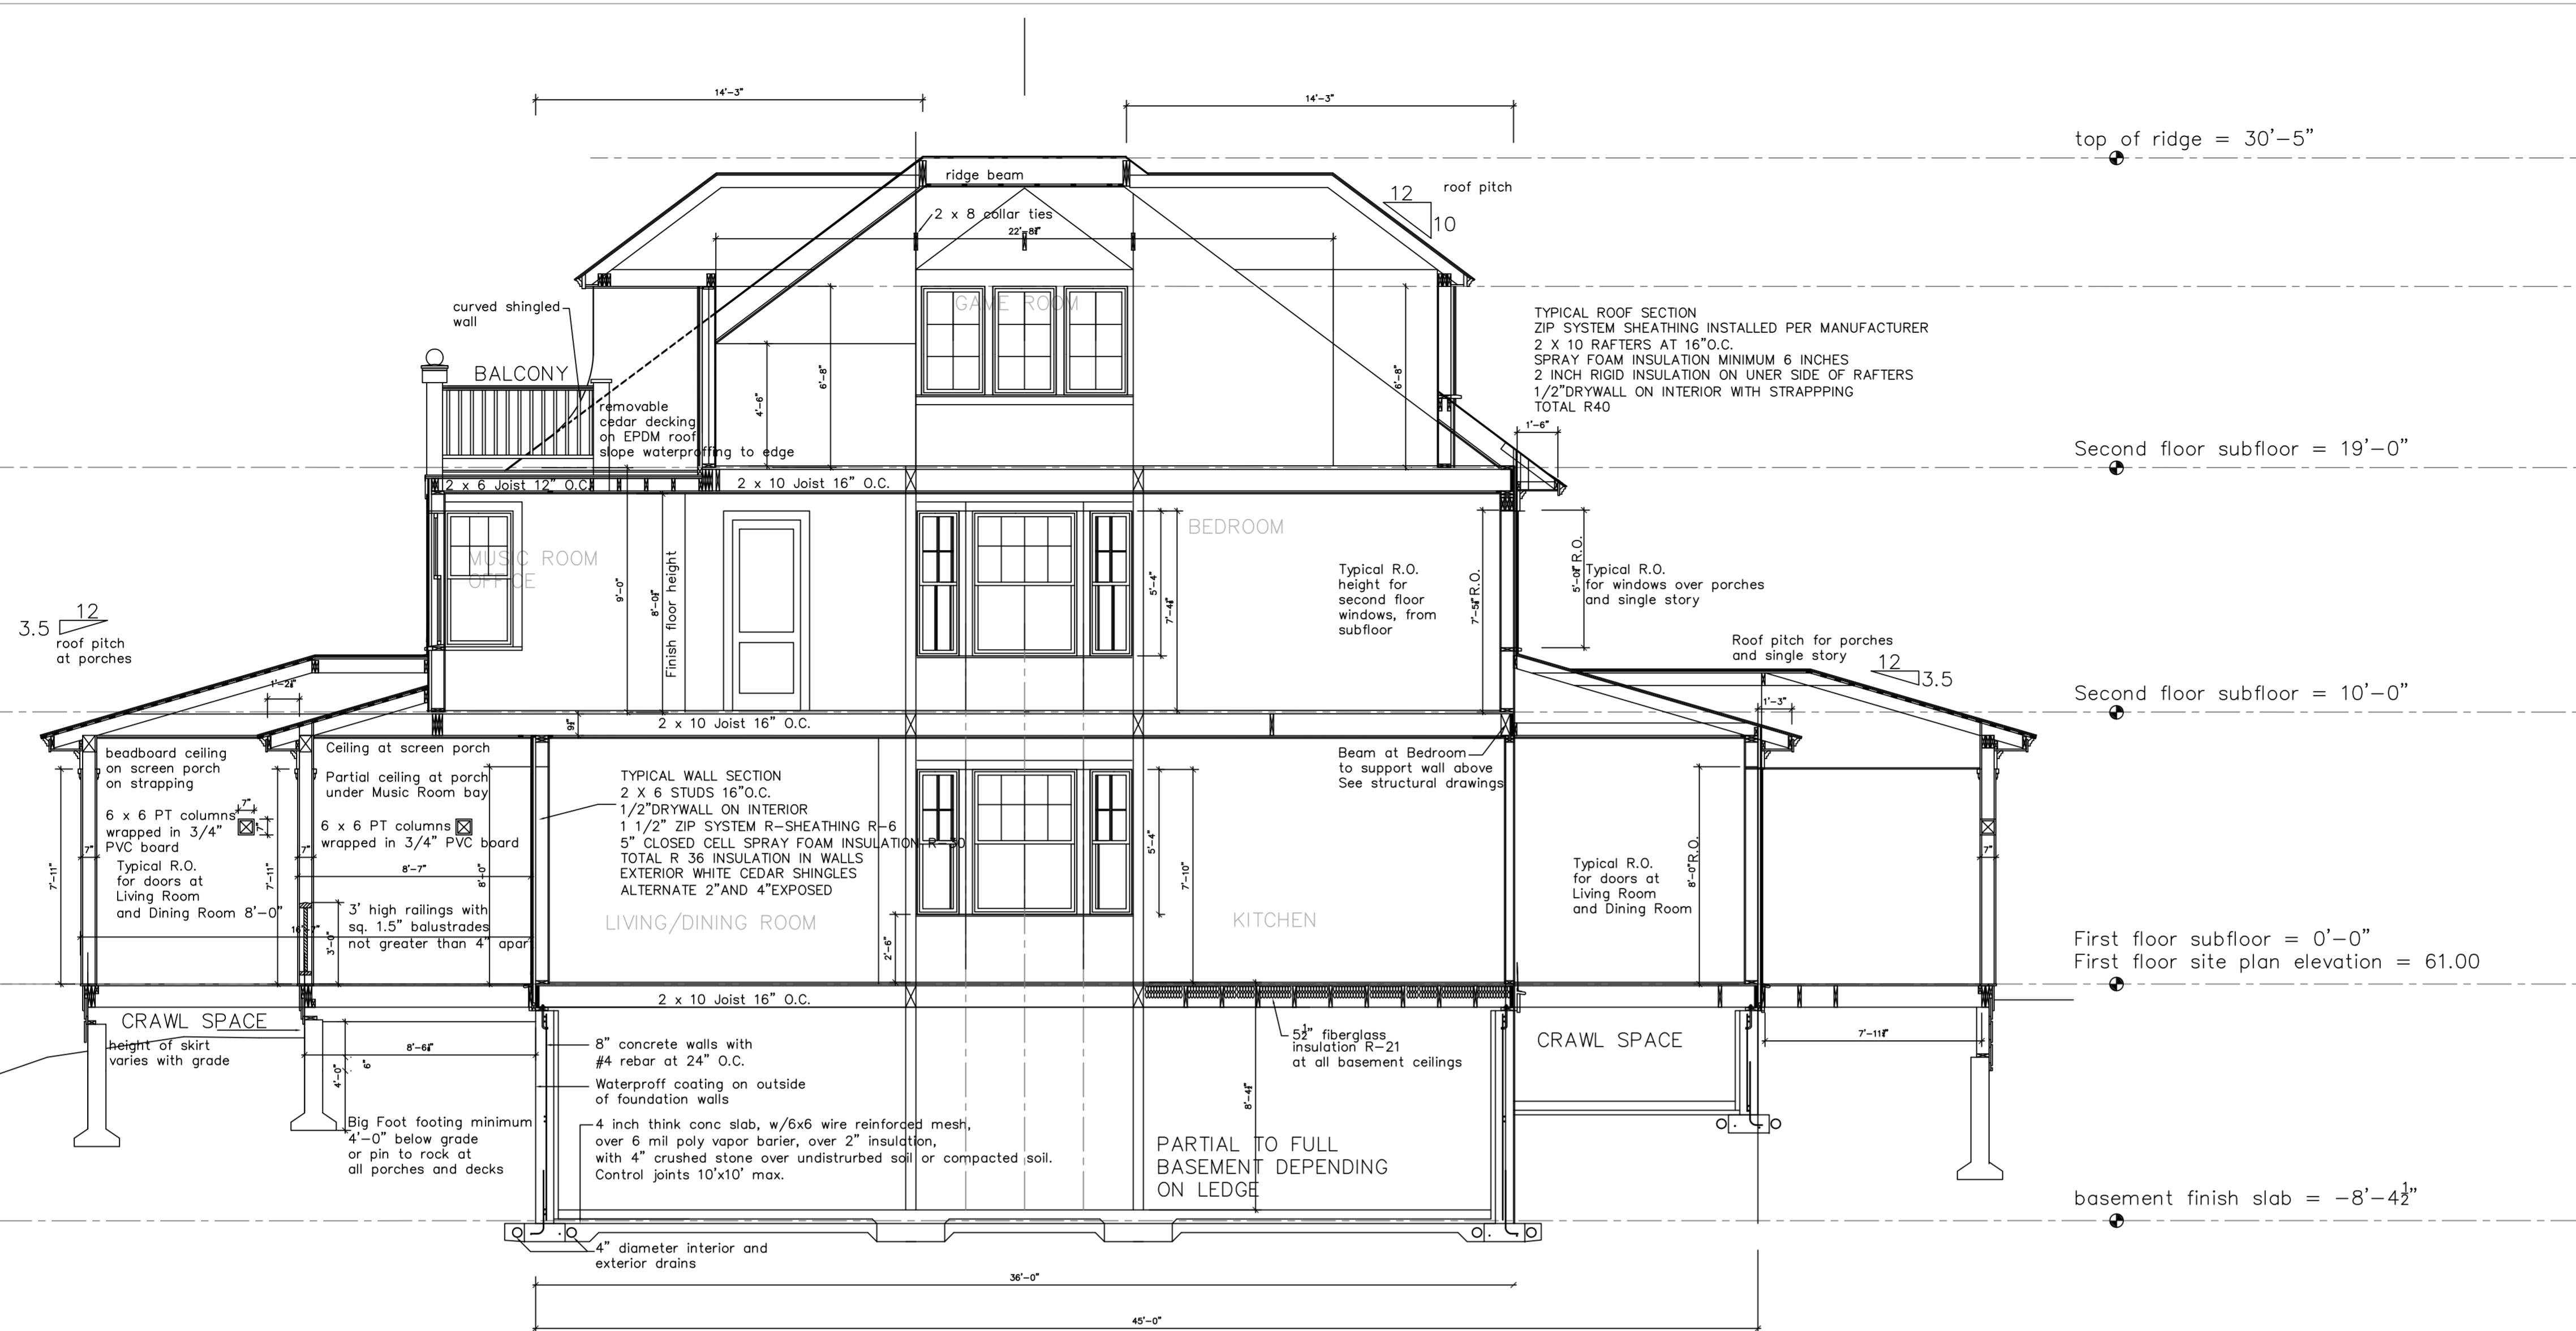 14'-3"
14'-3"
top of ridge = 30'-5"
ridge beam
12
10
roof pitch
2 x 8 collar ties
GAME ROOM
curved shingled
wall
BALCONY
6'-8"
4'-6"
6'-8"
removable
cedar decking
on EPDM roof
slope waterproffing to edge
TYPICAL ROOF SECTION
ZIP SYSTEM SHEATHING INSTALLED PER MANUFACTURER
2 X 10 RAFTERS AT 16"O.C.
SPRAY FOAM INSULATION MINIMUM 6 INCHES
2 INCH RIGID INSULATION ON UNER SIDE OF RAFTERS
1/2"DRYWALL ON INTERIOR WITH STRAPPPING
TOTAL R40
1'-6"
Second floor subfloor = 19'-0"
2 x 6 Joist 12" O.C.
2 x 10 Joist 16" O.C.
MUSIC ROOM
OFFICE
9'-0"
Finish floor height
BEDROOM
5'-4"
Typical R.O.
height for
second floor
windows, from
subfloor
R.O.
R.O.
Typical R.O.
for windows over porches
and single story
12
3.5
roof pitch
at porches
Roof pitch for porches
and single story
12
3.5
1'-3"
Second floor subfloor = 10'-0"
2 x 10 Joist 16" O.C.
beadboard ceiling
on screen porch
on strapping
6 x 6 PT columns
wrapped in 3/4"
PVC board
7"
7"
7"
Typical R.O.
for doors at
Living Room
and Dining Room 8'-0"
7'-11"
7'-11"
Ceiling at screen porch
Partial ceiling at porch
under Music Room bay
6 x 6 PT columns
wrapped in 3/4" PVC board
7"
8'-7"
8'-0"
3' high railings with
sq. 1.5" balustrades
not greater than 4" apar
3'-0"
TYPICAL WALL SECTION
2 X 6 STUDS 16"O.C.
1/2"DRYWALL ON INTERIOR
1 1/2" ZIP SYSTEM R-SHEATHING R-6
5" CLOSED CELL SPRAY FOAM INSULATION R-30
TOTAL R 36 INSULATION IN WALLS
EXTERIOR WHITE CEDAR SHINGLES
ALTERNATE 2"AND 4"EXPOSED
LIVING/DINING ROOM
2'-6"
5'-4"
7'-10"
KITCHEN
Beam at Bedroom
to support wall above
See structural drawings
Typical R.O.
for doors at
Living Room
and Dining Room
8'-0"R.O.
7"
First floor subfloor = 0'-0"
First floor site plan elevation = 61.00
2 x 10 Joist 16" O.C.
CRAWL SPACE
height of skirt
varies with grade
4'-0"
6"
Big Foot footing minimum
4'-0" below grade
or pin to rock at
all porches and decks
8" concrete walls with
#4 rebar at 24" O.C.
Waterproff coating on outside
of foundation walls
4 inch think conc slab, w/6x6 wire reinforced mesh,
over 6 mil poly vapor barier, over 2" insulation,
with 4" crushed stone over undistrurbed soil or compacted soil.
Control joints 10'x10' max.
5½" fiberglass
insulation R-21
at all basement ceilings
8'-4½"
PARTIAL TO FULL
BASEMENT DEPENDING
ON LEDGE
CRAWL SPACE
basement finish slab = -8'-4½"
4" diameter interior and
exterior drains
36'-0"
45'-0"